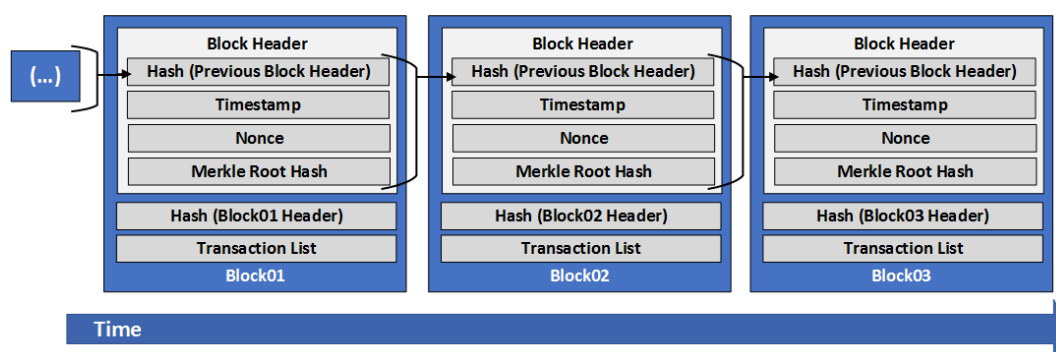 (...)
Block Header
Hash (Previous Block Header)
Timestamp
Nonce
Merkle Root Hash
Hash (Block01 Header)
Transaction List
Block01
Block Header
Hash (Previous Block Header)
Timestamp
Nonce
Merkle Root Hash
Hash (Block02 Header)
Transaction List
Block02
Block Header
Hash (Previous Block Header)
Timestamp
Nonce
Merkle Root Hash
Hash (Block03 Header)
Transaction List
Block03
Time